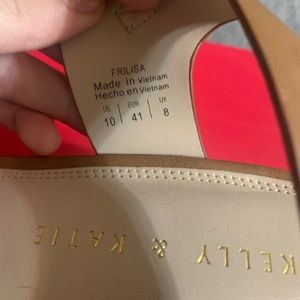 FRILISA
Made in Vietnam
Hecho en Vietnam
US EUR UK
10 41 8
KELLY & KATIE